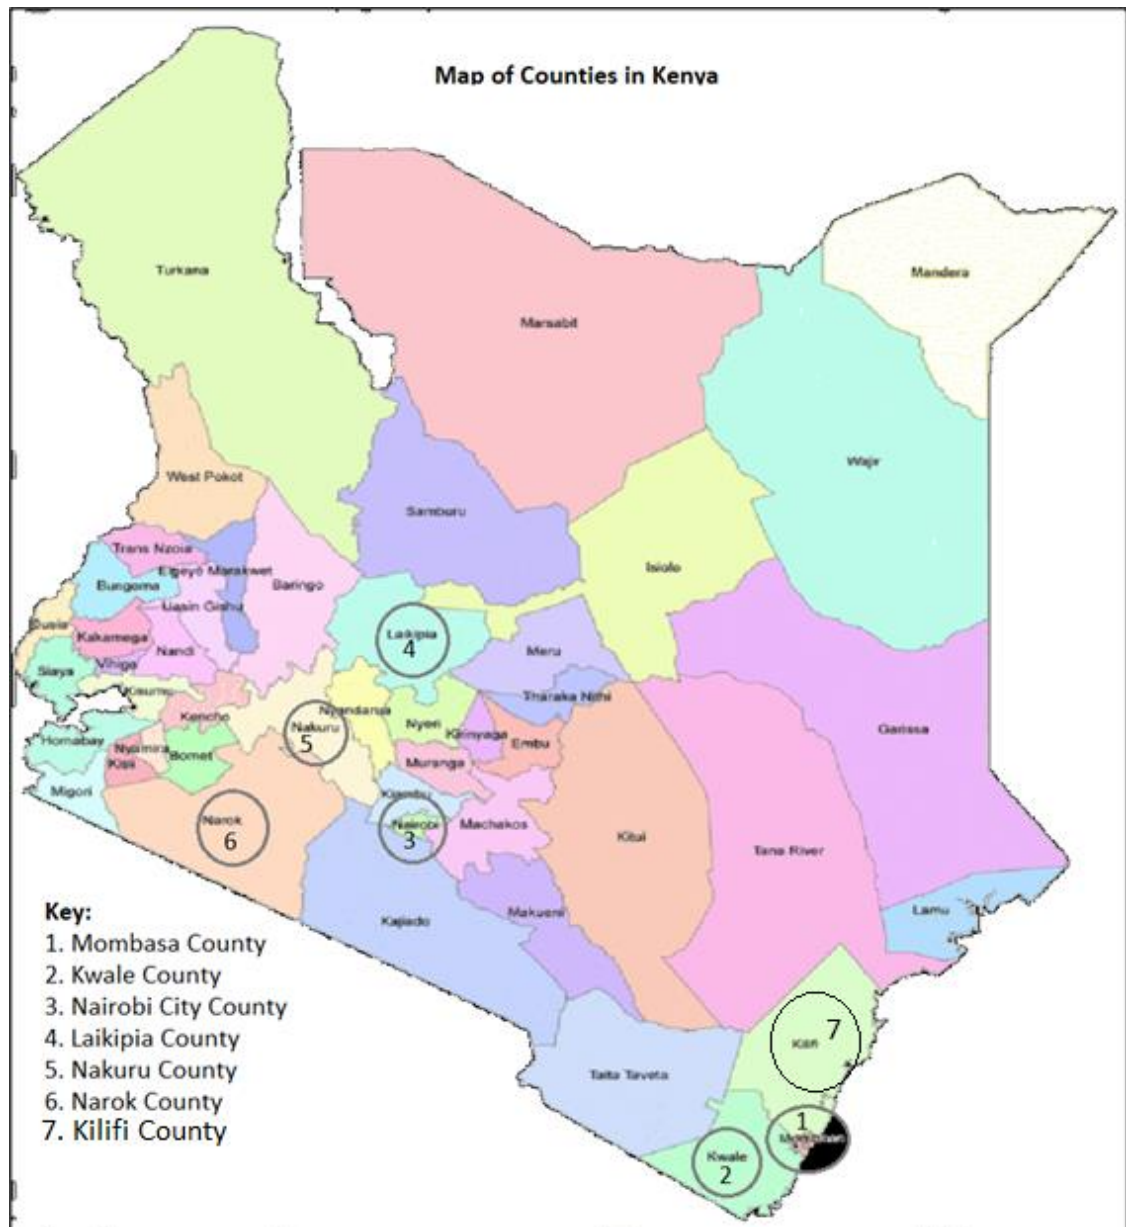 Map of Counties in Kenya
Turkana
Mandera
Marsabit
Wajir
West Pokot
Samburu
Trans Nzoia
Isiolo
Elgeyo Marakwet
Bungoma
Baringo
Uasin Gishu
Busia
Kakamega
Laikipia
4
Nandi
Meru
Vihiga
Siaya
Kisumu
Tharaka Nithi
Nyandarua
Kericho
Nyeri
Nakuru
5
Garissa
Kirinyaga
Embu
Homabay
Nyamira
Bomet
Kisii
Muranga
Migori
Kiambu
Narok
6
Nairobi
3
Machakos
Kitui
Tana River
Lamu
Makueni
Kajiado
Key:
1. Mombasa County
2. Kwale County
3. Nairobi City County
4. Laikipia County
5. Nakuru County
6. Narok County
7. Kilifi County
7
Kilifi
Taita Taveta
1
Mombasa
Kwale
2